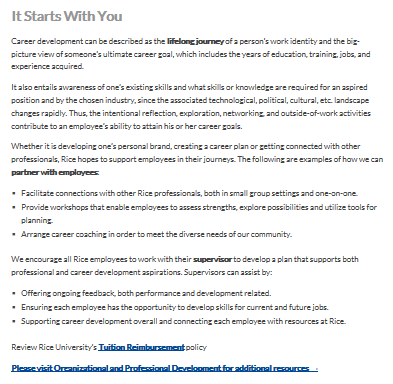 It Starts With You
Career development can be described as the lifelong journey of a person's work identity and the big-
picture view of someone's ultimate career goal, which includes the years of education, training, jobs, and
experience acquired.
It also entails awareness of one's existing skills and what skills or knowledge are required for an aspired
position and by the chosen industry, since the associated technological, political, cultural, etc. landscape
changes rapidly. Thus, the intentional reflection, exploration, networking, and outside-of-work activities
contribute to an employee's ability to attain his or her career goals.
Whether it is developing one's personal brand, creating a career plan or getting connected with other
professionals, Rice hopes to support employees in their journeys. The following are examples of how we can
partner with employees:
• Facilitate connections with other Rice professionals, both in small group settings and one-on-one.
• Provide workshops that enable employees to assess strengths, explore possibilities and utilize tools for
planning.
• Arrange career coaching in order to meet the diverse needs of our community.
We encourage all Rice employees to work with their supervisor to develop a plan that supports both
professional and career development aspirations. Supervisors can assist by:
• Offering ongoing feedback, both performance and development related.
• Ensuring each employee has the opportunity to develop skills for current and future jobs.
• Supporting career development overall and connecting each employee with resources at Rice.
Review Rice University's Tuition Reimbursement policy
Please visit Organizational and Professional Development for additional resources